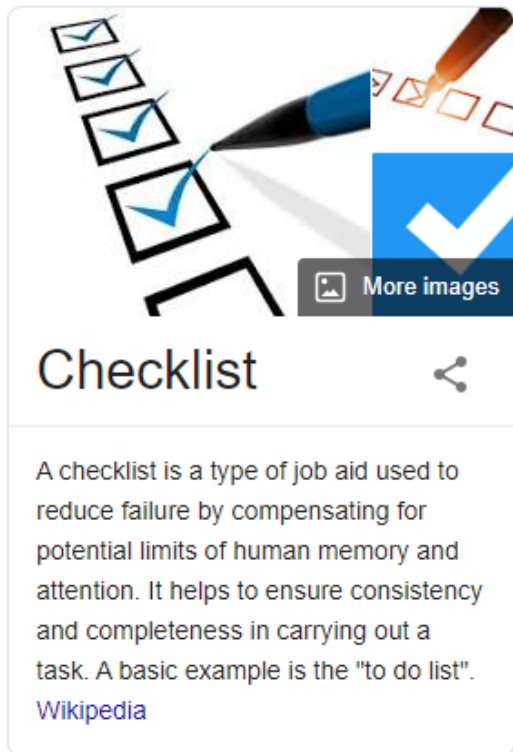 More images
Checklist
A checklist is a type of job aid used to
reduce failure by compensating for
potential limits of human memory and
attention. It helps to ensure consistency
and completeness in carrying out a
task. A basic example is the "to do list".
Wikipedia